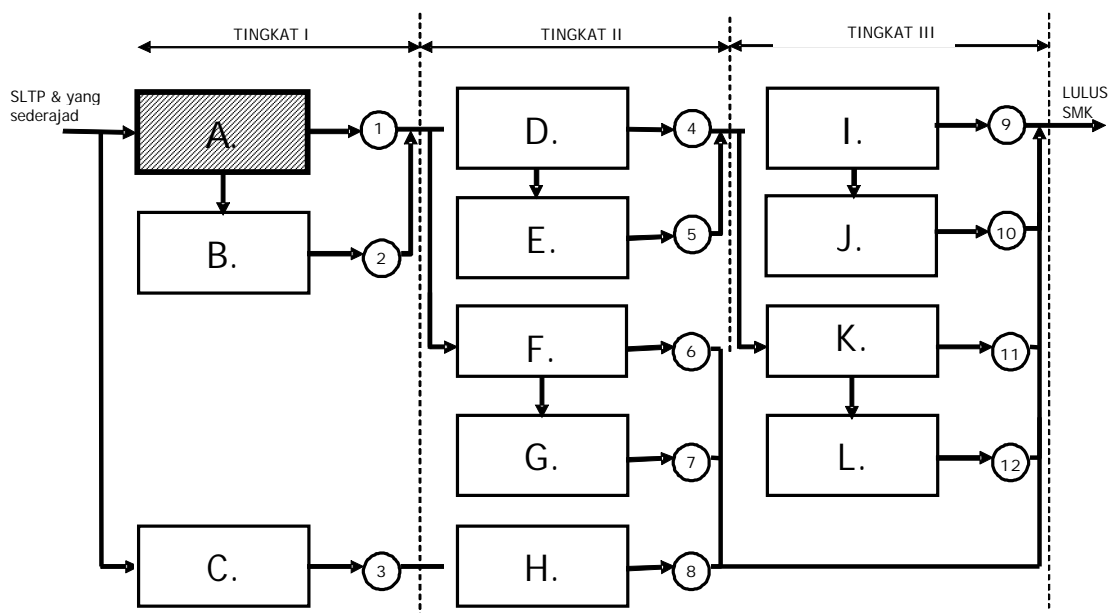 TINGKAT I
TINGKAT II
TINGKAT III
SLTP & yang
sederajad
LULUS
SMK
A.
1
D.
4
I.
9
B.
2
E.
5
J.
10
F.
6
K.
11
G.
7
L.
12
C.
3
H.
8